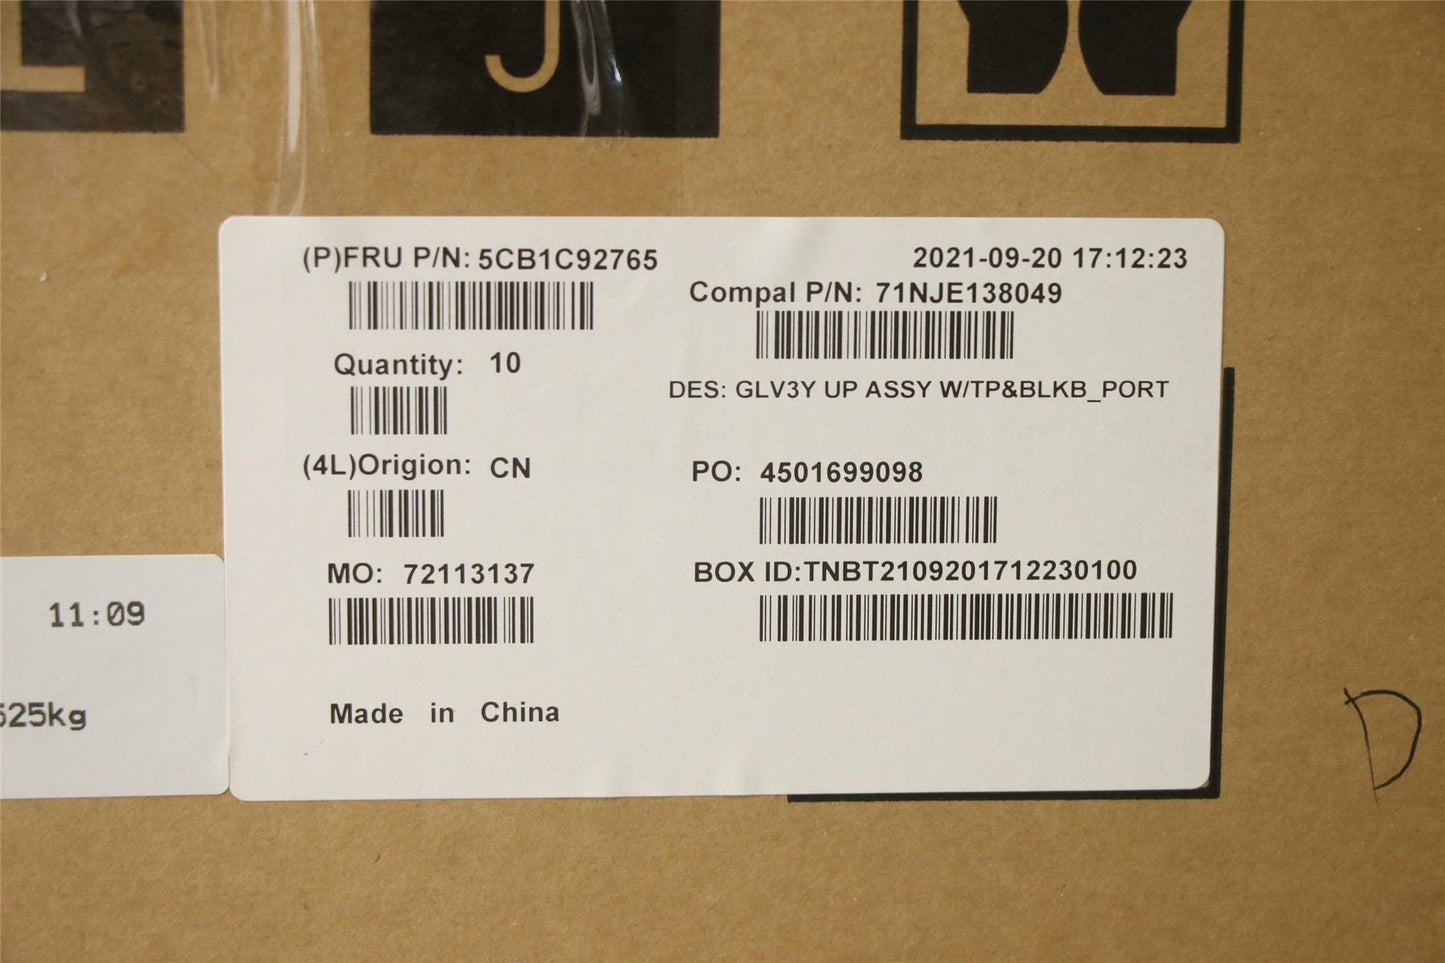 (P)FRU P/N: 5CB1C92765
2021-09-20 17:12:23
Compal P/N: 71NJE138049
Quantity: 10
DES: GLV3Y UP ASSY W/TP&BLKB_PORT
(4L)Origion: CN
PO: 4501699098
MO: 72113137
BOX ID:TNBT2109201712230100
Made in China
11:09
525kg
D